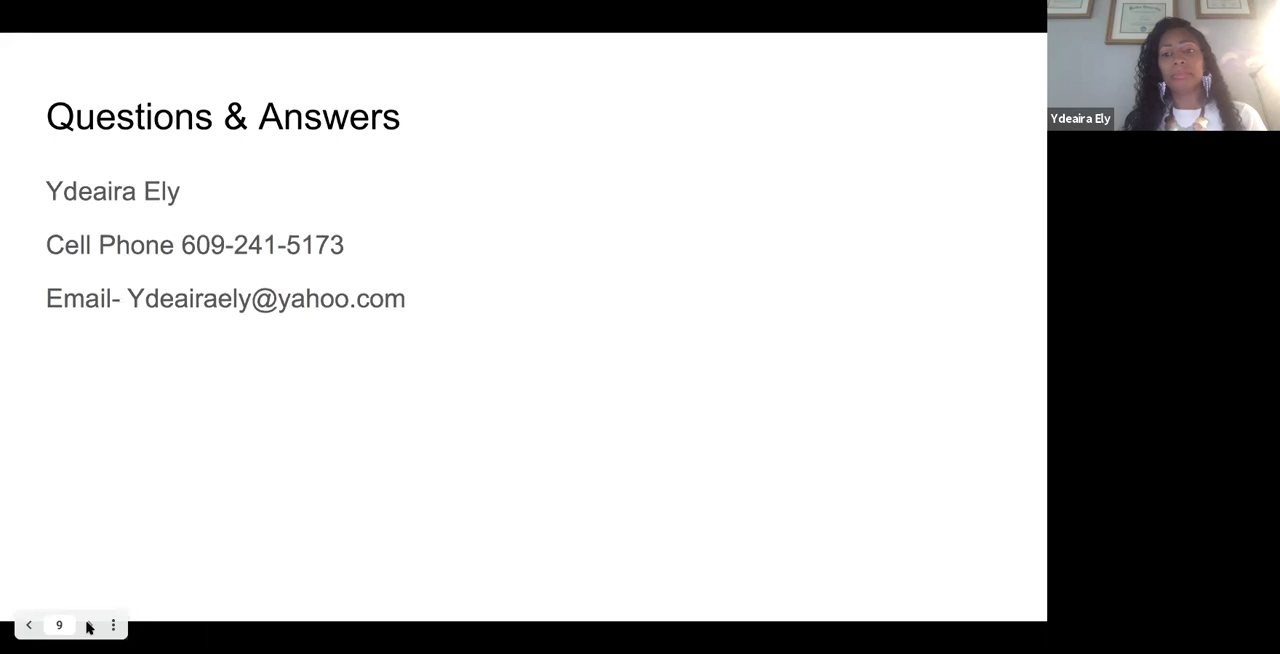 Questions & Answers
Ydeaira Ely
Cell Phone 609-241-5173
Email- Ydeairaely@yahoo.com
Ydeaira Ely
9